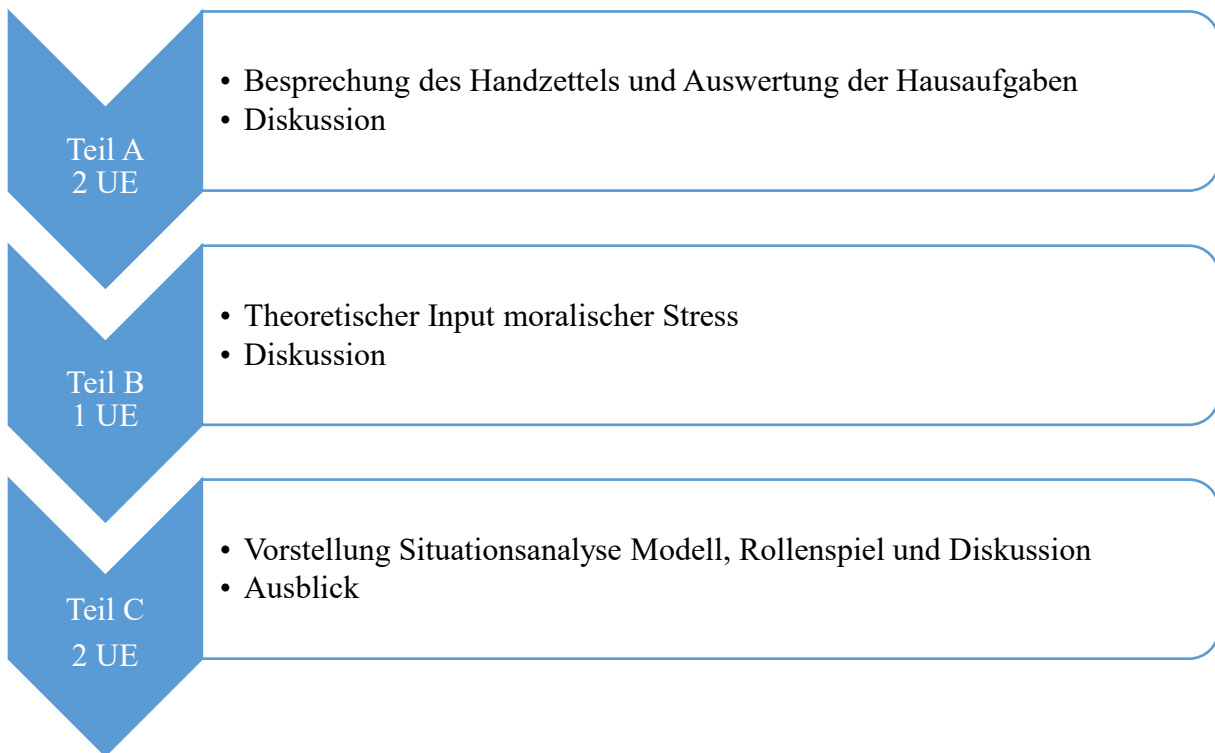 Teil A
2 UE
• Besprechung des Handzettels und Auswertung der Hausaufgaben
• Diskussion
Teil B
1 UE
• Theoretischer Input moralischer Stress
• Diskussion
Teil C
2 UE
• Vorstellung Situationsanalyse Modell, Rollenspiel und Diskussion
• Ausblick